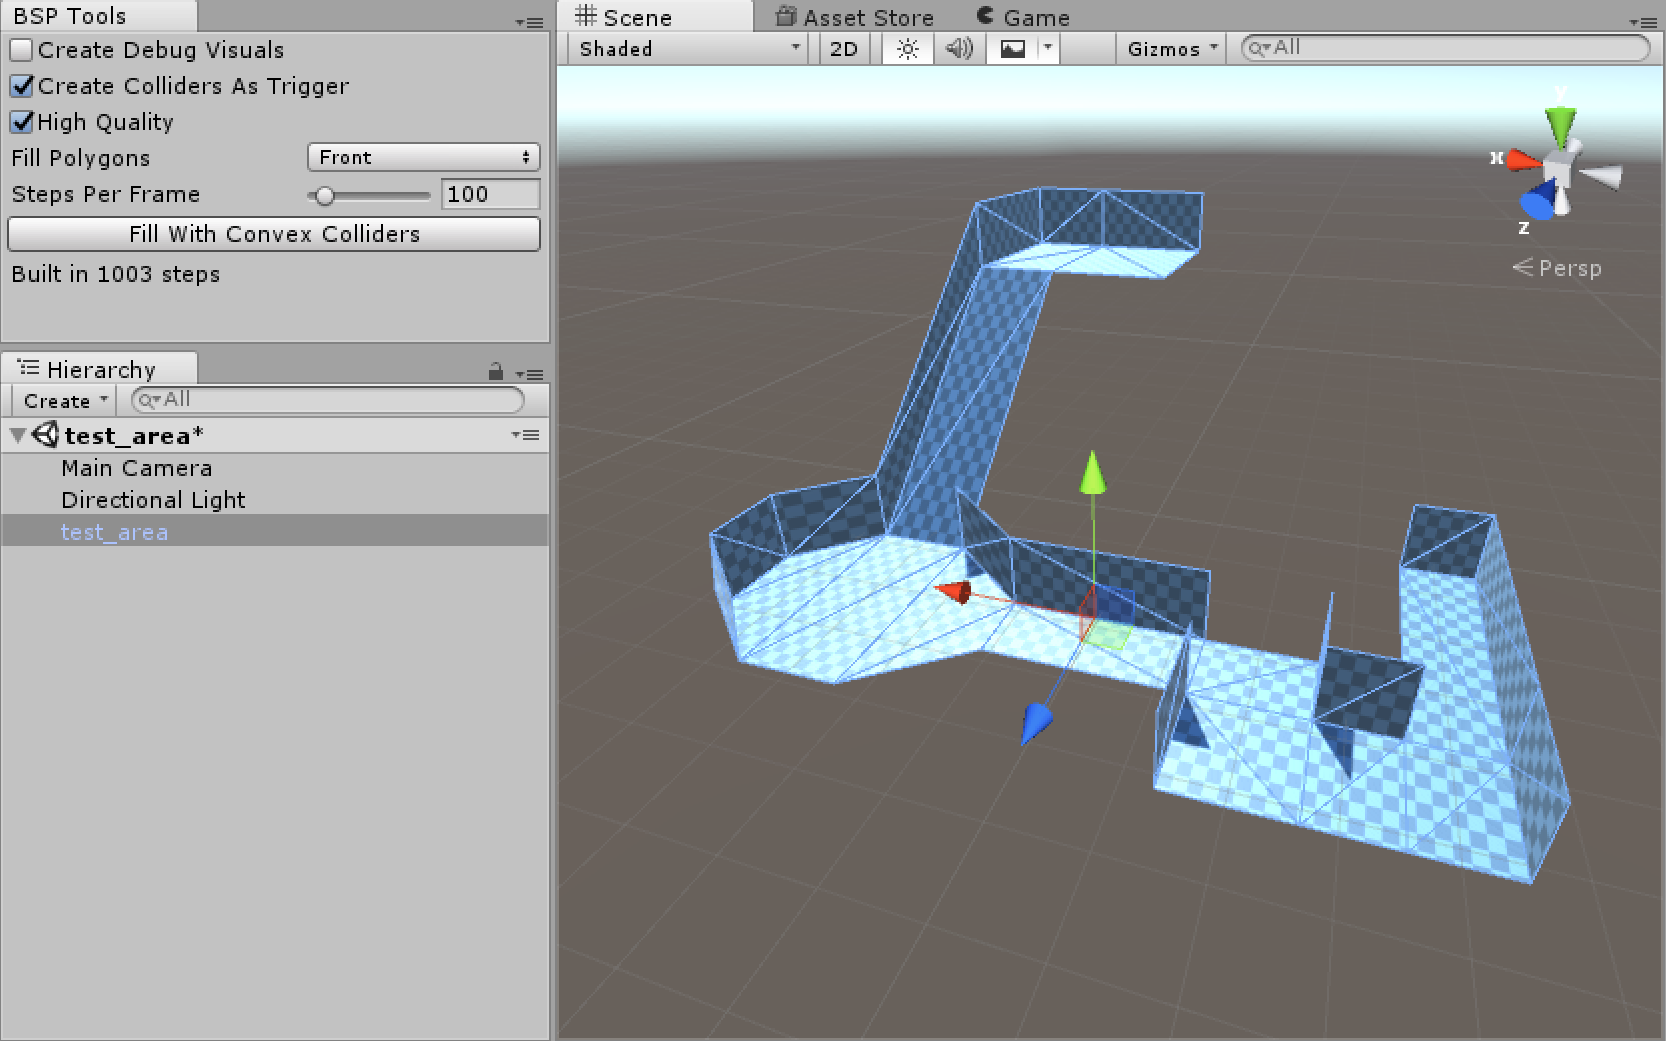 BSP Tools
Create Debug Visuals
Create Colliders As Trigger
High Quality
Fill Polygons Front
Steps Per Frame 100
Fill With Convex Colliders
Built in 1003 steps
Hierarchy
Create All
test_area*
Main Camera
Directional Light
test_area
Scene Asset Store Game
Shaded 2D Gizmos All
y
x
z
Persp